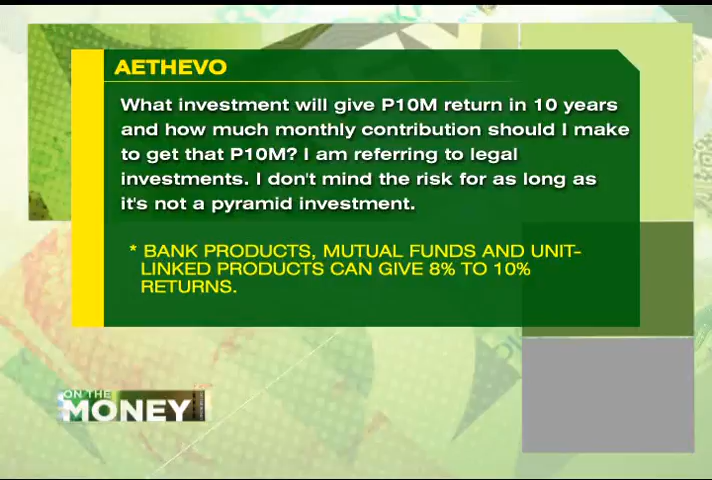 AETHEVO
What investment will give P10M return in 10 years
and how much monthly contribution should I make
to get that P10M? I am referring to legal
investments. I don't mind the risk for as long as
it's not a pyramid investment.
* BANK PRODUCTS, MUTUAL FUNDS AND UNIT-
LINKED PRODUCTS CAN GIVE 8% TO 10%
RETURNS.
ON THE
MONEY